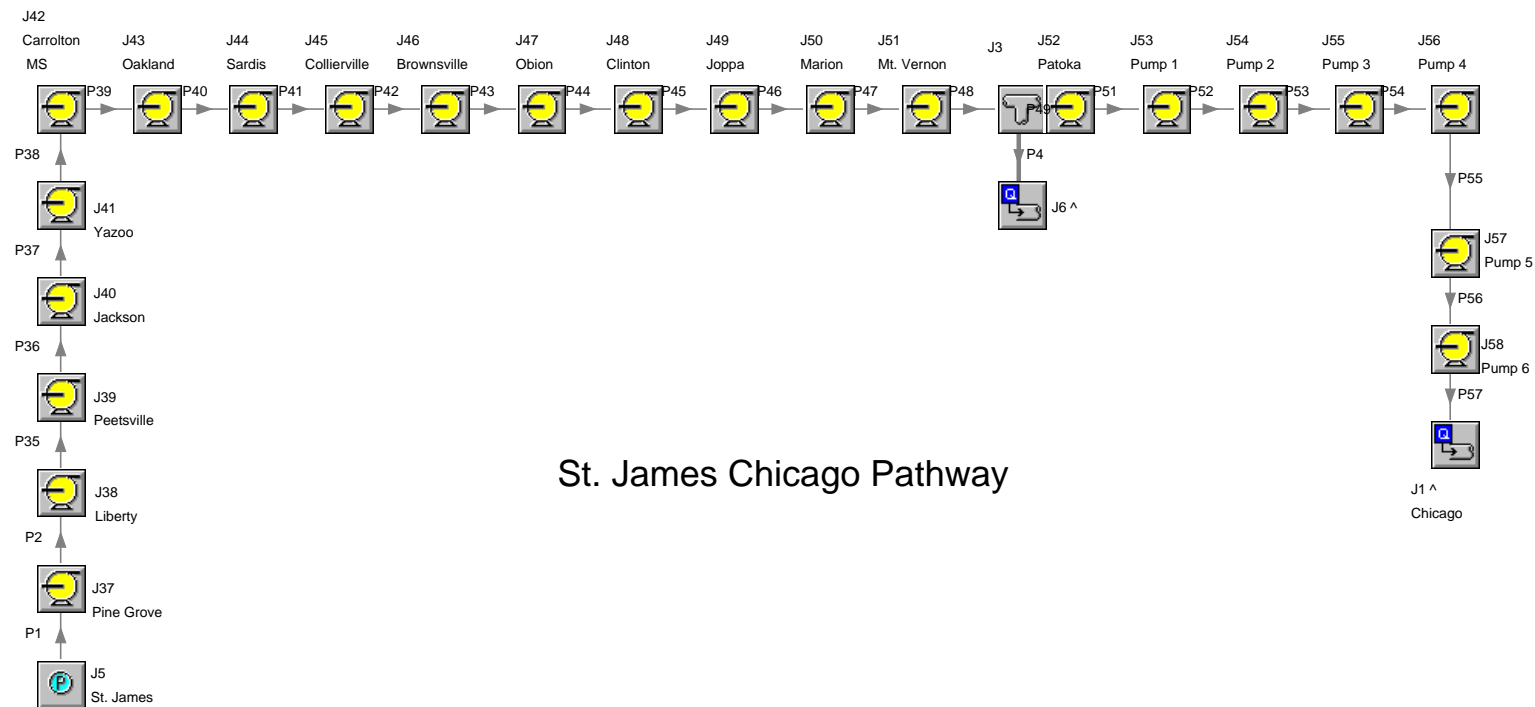 J42
Carrolton
MS
J43
Oakland
J44
Sardis
J45
Collierville
J46
Brownsville
J47
Obion
J48
Clinton
J49
Joppa
J50
Marion
J51
Mt. Vernon
J3
J52
Patoka
J53
Pump 1
J54
Pump 2
J55
Pump 3
J56
Pump 4
P39
P40
P41
P42
P43
P44
P45
P46
P47
P48
P49
P51
P52
P53
P54
P38
P4
P55
Q
J6 ^
J41
Yazoo
P37
J57
Pump 5
J40
Jackson
P56
P36
J58
Pump 6
J39
Peetsville
P57
P35
Q
St. James Chicago Pathway
J38
Liberty
J1 ^
Chicago
P2
J37
Pine Grove
P1
P
J5
St. James